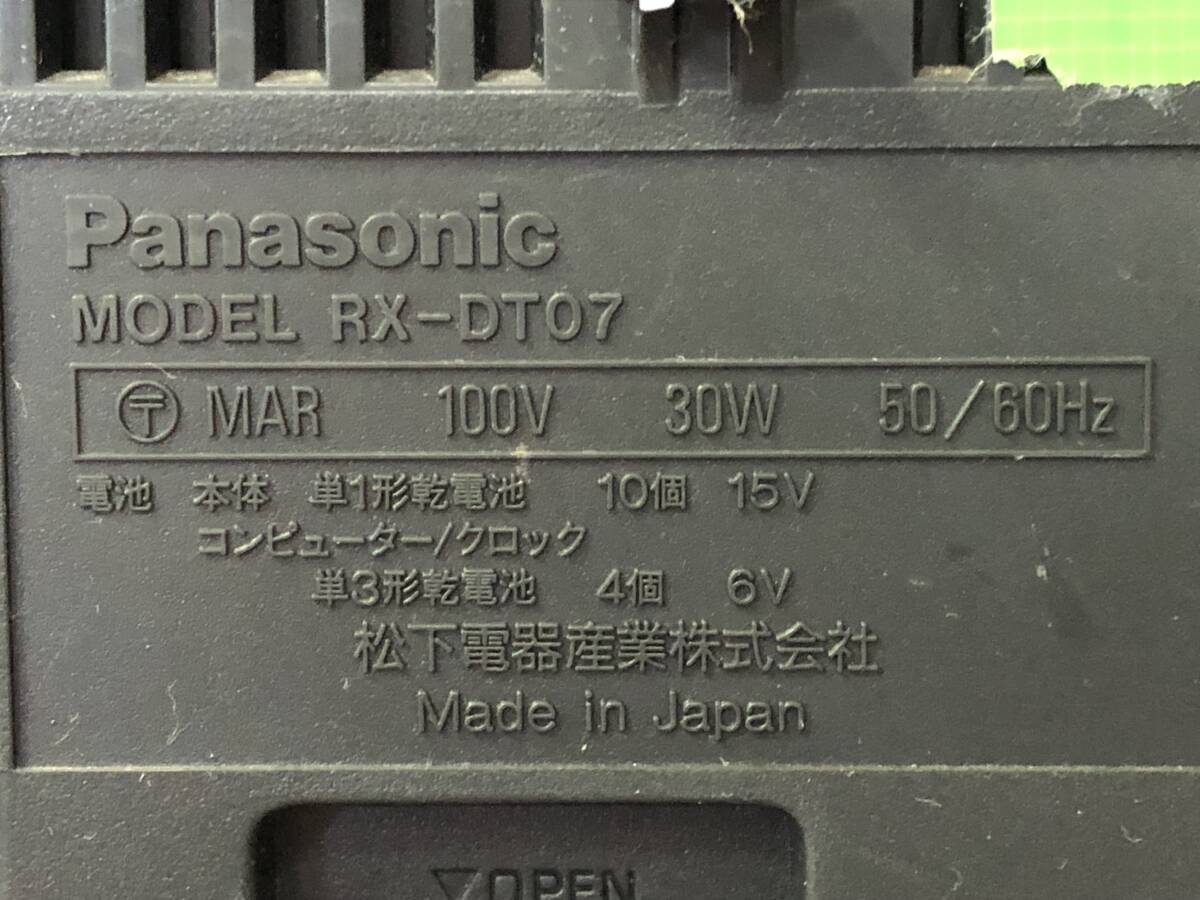 Panasonic
MODEL RX-DT07
〒 MAR 100V 30W 50/60Hz
電池 本体 単1形乾電池 10個 15V
コンピューター/クロック
単3形乾電池 4個 6V
松下電器産業株式会社
Made in Japan
▽OPEN